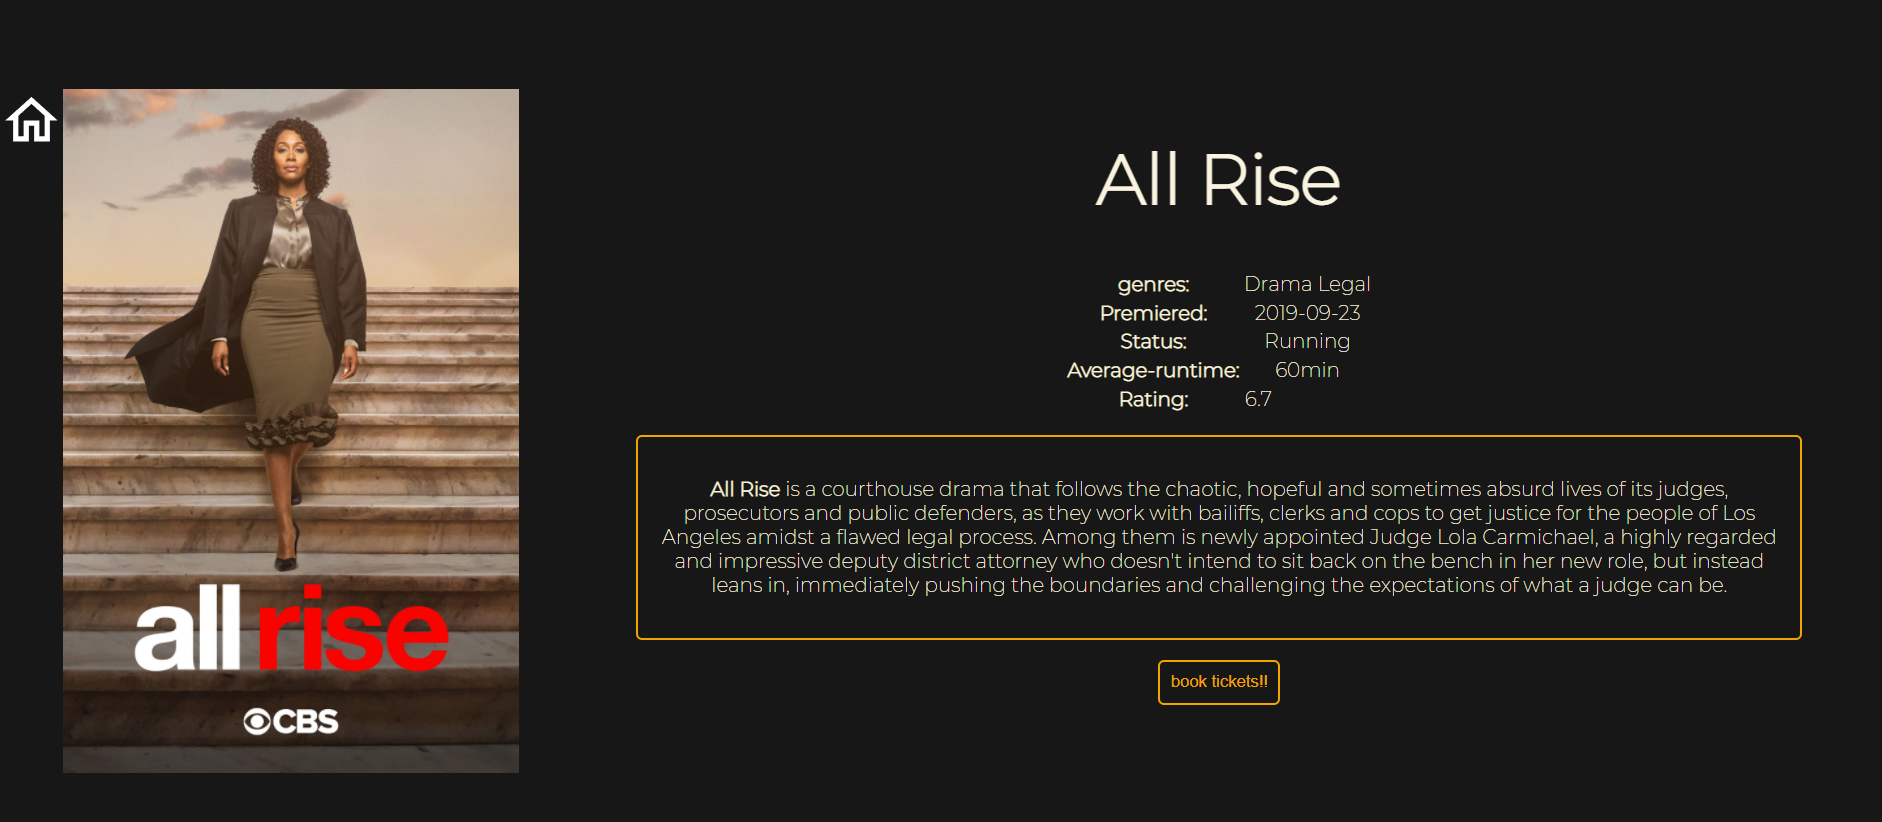 all rise
CBS
All Rise
genres: Drama Legal
Premiered: 2019-09-23
Status: Running
Average-runtime: 60min
Rating: 6.7
All Rise is a courthouse drama that follows the chaotic, hopeful and sometimes absurd lives of its judges,
prosecutors and public defenders, as they work with bailiffs, clerks and cops to get justice for the people of Los
Angeles amidst a flawed legal process. Among them is newly appointed Judge Lola Carmichael, a highly regarded
and impressive deputy district attorney who doesn't intend to sit back on the bench in her new role, but instead
leans in, immediately pushing the boundaries and challenging the expectations of what a judge can be.
book tickets!!